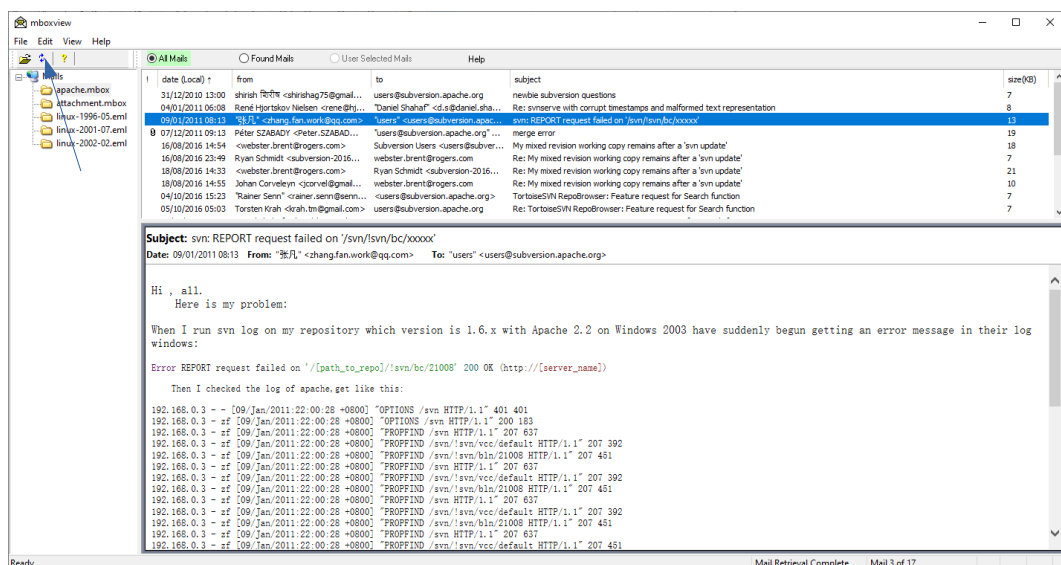 mboxview
File Edit View Help
All Mails Found Mails User Selected Mails Help
Mails
apache.mbox
attachment.mbox
linux-1996-05.eml
linux-2001-07.eml
linux-2002-02.eml
! date (Local) ↑ from to subject size(KB)
31/12/2010 13:00 shirish शिरीष <shirishag75@gmail... users@subversion.apache.org newbie subversion questions 7
04/01/2011 06:08 René Hjortskov Nielsen <rene@hj... "Daniel Shahaf" <d.s@daniel.sha... Re: svnserve with corrupt timestamps and malformed text representation 8
09/01/2011 08:13 "张凡" <zhang.fan.work@qq.com> "users" <users@subversion.apac... svn: REPORT request failed on '/svn/!svn/bc/xxxxx' 13
07/12/2011 09:13 Péter SZABADY <Peter.SZABAD... "users@subversion.apache.org" ... merge error 19
16/08/2016 14:54 <webster.brent@rogers.com> Subversion Users <users@subver... My mixed revision working copy remains after a 'svn update' 18
16/08/2016 23:49 Ryan Schmidt <subversion-2016... webster.brent@rogers.com Re: My mixed revision working copy remains after a 'svn update' 7
18/08/2016 14:33 <webster.brent@rogers.com> Ryan Schmidt <subversion-2016... Re: My mixed revision working copy remains after a 'svn update' 21
18/08/2016 14:55 Johan Corveleyn <jcorvel@gmail... webster.brent@rogers.com Re: My mixed revision working copy remains after a 'svn update' 10
04/10/2016 15:23 "Rainer Senn" <rainer.senn@senn... <users@subversion.apache.org> TortoiseSVN RepoBrowser: Feature request for Search function 7
05/10/2016 05:03 Torsten Krah <krah.tm@gmail.com> users@subversion.apache.org Re: TortoiseSVN RepoBrowser: Feature request for Search function 7
Subject: svn: REPORT request failed on '/svn/!svn/bc/xxxxx'
Date: 09/01/2011 08:13 From: "张凡" <zhang.fan.work@qq.com> To: "users" <users@subversion.apache.org>
Hi , all.
Here is my problem:
When I run svn log on my repository which version is 1.6.x with Apache 2.2 on Windows 2003 have suddenly begun getting an error message in their log
windows:
Error REPORT request failed on '/[path_to_repo]/!svn/bc/21008' 200 OK (http://[server_name])
Then I checked the log of apache,get like this:
192.168.0.3 - - [09/Jan/2011:22:00:28 +0800] "OPTIONS /svn HTTP/1.1" 401 401
192.168.0.3 - zf [09/Jan/2011:22:00:28 +0800] "OPTIONS /svn HTTP/1.1" 200 183
192.168.0.3 - zf [09/Jan/2011:22:00:28 +0800] "PROPFIND /svn HTTP/1.1" 207 637
192.168.0.3 - zf [09/Jan/2011:22:00:28 +0800] "PROPFIND /svn/!svn/vcc/default HTTP/1.1" 207 392
192.168.0.3 - zf [09/Jan/2011:22:00:28 +0800] "PROPFIND /svn/!svn/bln/21008 HTTP/1.1" 207 451
192.168.0.3 - zf [09/Jan/2011:22:00:28 +0800] "PROPFIND /svn HTTP/1.1" 207 637
192.168.0.3 - zf [09/Jan/2011:22:00:28 +0800] "PROPFIND /svn/!svn/vcc/default HTTP/1.1" 207 392
192.168.0.3 - zf [09/Jan/2011:22:00:28 +0800] "PROPFIND /svn/!svn/bln/21008 HTTP/1.1" 207 451
192.168.0.3 - zf [09/Jan/2011:22:00:28 +0800] "PROPFIND /svn HTTP/1.1" 207 637
192.168.0.3 - zf [09/Jan/2011:22:00:28 +0800] "PROPFIND /svn/!svn/vcc/default HTTP/1.1" 207 392
192.168.0.3 - zf [09/Jan/2011:22:00:28 +0800] "PROPFIND /svn/!svn/bln/21008 HTTP/1.1" 207 451
192.168.0.3 - zf [09/Jan/2011:22:00:28 +0800] "PROPFIND /svn HTTP/1.1" 207 637
192.168.0.3 - zf [09/Jan/2011:22:00:28 +0800] "PROPFIND /svn/!svn/vcc/default HTTP/1.1" 207 451
Ready Mail Retrieval Complete Mail 3 of 17